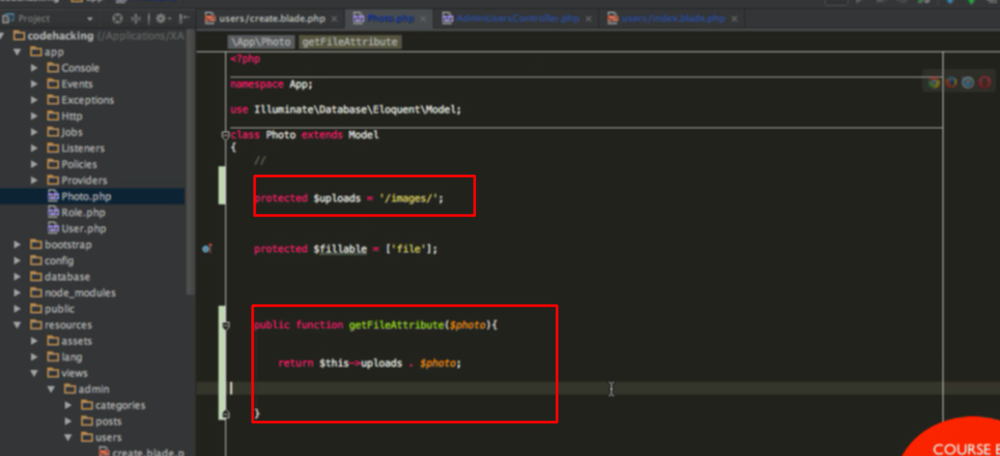 Project
users/create.blade.php
Photo.php
AdminUsersController.php
users/index.blade.php
codehacking (/Applications/XA
app
Console
Events
Exceptions
Http
Jobs
Listeners
Policies
Providers
Photo.php
Role.php
User.php
bootstrap
config
database
node_modules
public
resources
assets
lang
views
admin
categories
posts
users
create.blade.p
\App\Photo getFileAttribute
<?php
namespace App;
use Illuminate\Database\Eloquent\Model;
class Photo extends Model
{
//
protected $uploads = '/images/';
protected $fillable = ['file'];
public function getFileAttribute($photo){
return $this->uploads . $photo;
}
COURSE